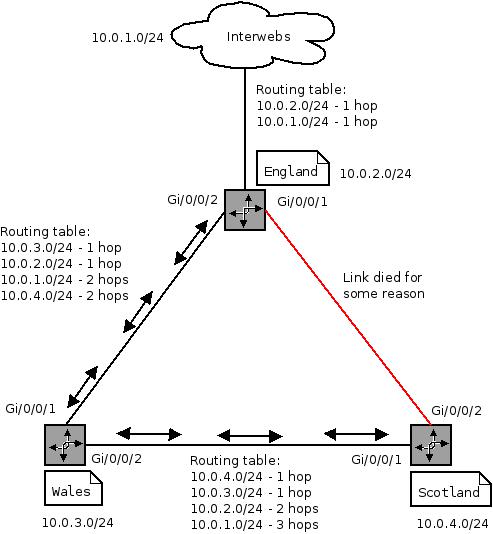 10.0.1.0/24
Interwebs
Routing table:
10.0.2.0/24 - 1 hop
10.0.1.0/24 - 1 hop
England
10.0.2.0/24
Gi/0/0/2
Gi/0/0/1
Routing table:
10.0.3.0/24 - 1 hop
10.0.2.0/24 - 1 hop
10.0.1.0/24 - 2 hops
10.0.4.0/24 - 2 hops
Link died for
some reason
Gi/0/0/1
Gi/0/0/2
Gi/0/0/2
Gi/0/0/1
Routing table:
10.0.4.0/24 - 1 hop
10.0.3.0/24 - 1 hop
10.0.2.0/24 - 2 hops
10.0.1.0/24 - 3 hops
Wales
10.0.3.0/24
Scotland
10.0.4.0/24